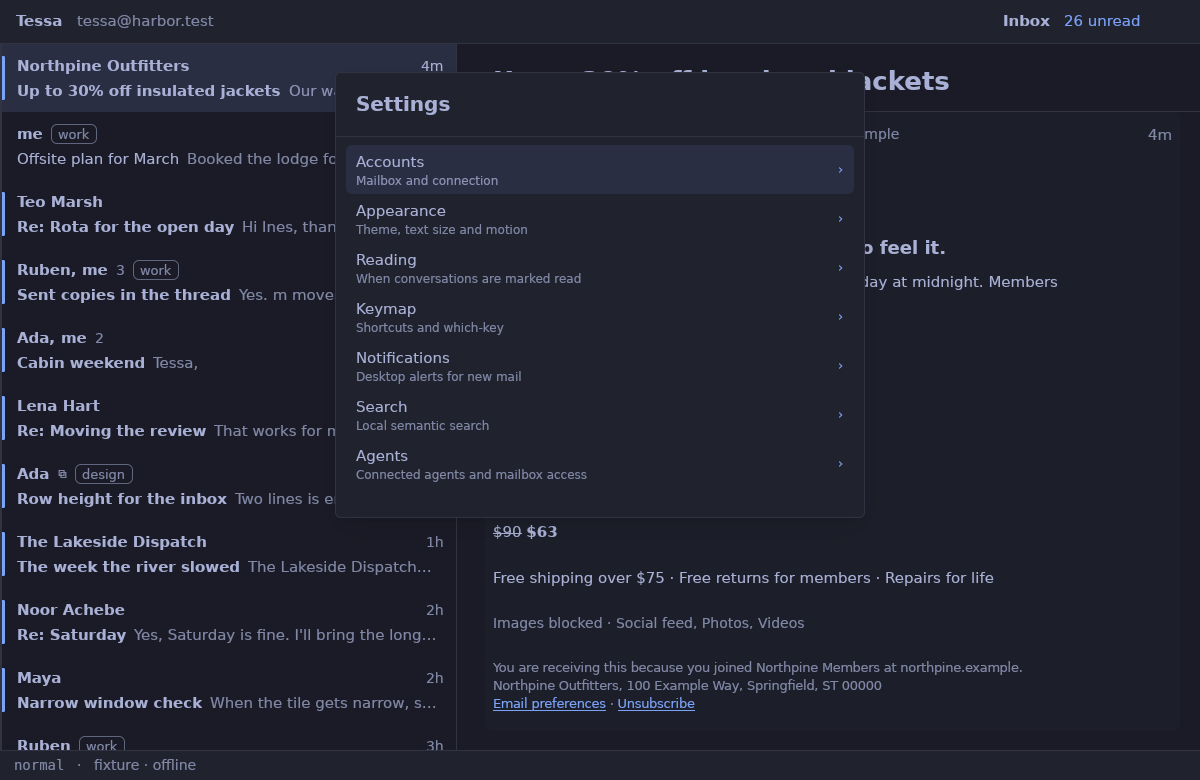 Tessa tessa@harbor.test Inbox 26 unread
Northpine Outfitters 4m
Up to 30% off insulated jackets Our
me work
Offsite plan for March Booked the lodge
Teo Marsh
Re: Rota for the open day Hi Ines,
Ruben, me 3 work
Sent copies in the thread Yes. m move
Ada, me 2
Cabin weekend Tessa,
Lena Hart
Re: Moving the review That works for
Ada design
Row height for the inbox Two lines is
The Lakeside Dispatch 1h
The week the river slowed The Lakeside Dispatch…
Noor Achebe 2h
Re: Saturday Yes, Saturday is fine. I'll bring the long…
Maya 2h
Narrow window check When the tile gets narrow, s…
Ruben work 3h
Settings
Accounts ›
Mailbox and connection
Appearance ›
Theme, text size and motion
Reading ›
When conversations are marked read
Keymap ›
Shortcuts and which-key
Notifications ›
Desktop alerts for new mail
Search ›
Local semantic search
Agents ›
Connected agents and mailbox access
4m
feel it.
at midnight. Members
$90 $63
Free shipping over $75 · Free returns for members · Repairs for life
Images blocked · Social feed, Photos, Videos
You are receiving this because you joined Northpine Members at northpine.example.
Northpine Outfitters, 100 Example Way, Springfield, ST 00000
Email preferences · Unsubscribe
normal · fixture · offline